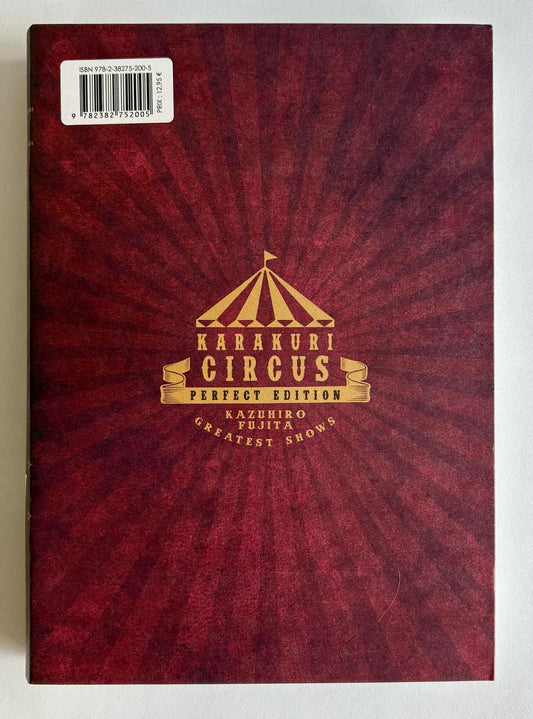 ISBN 978-2-38275-200-5
9 782382 752005
PRIX : 12,95 €
KARAKURI
CIRCUS
PERFECT EDITION
KAZUHIRO
FUJITA
GREATEST SHOWS